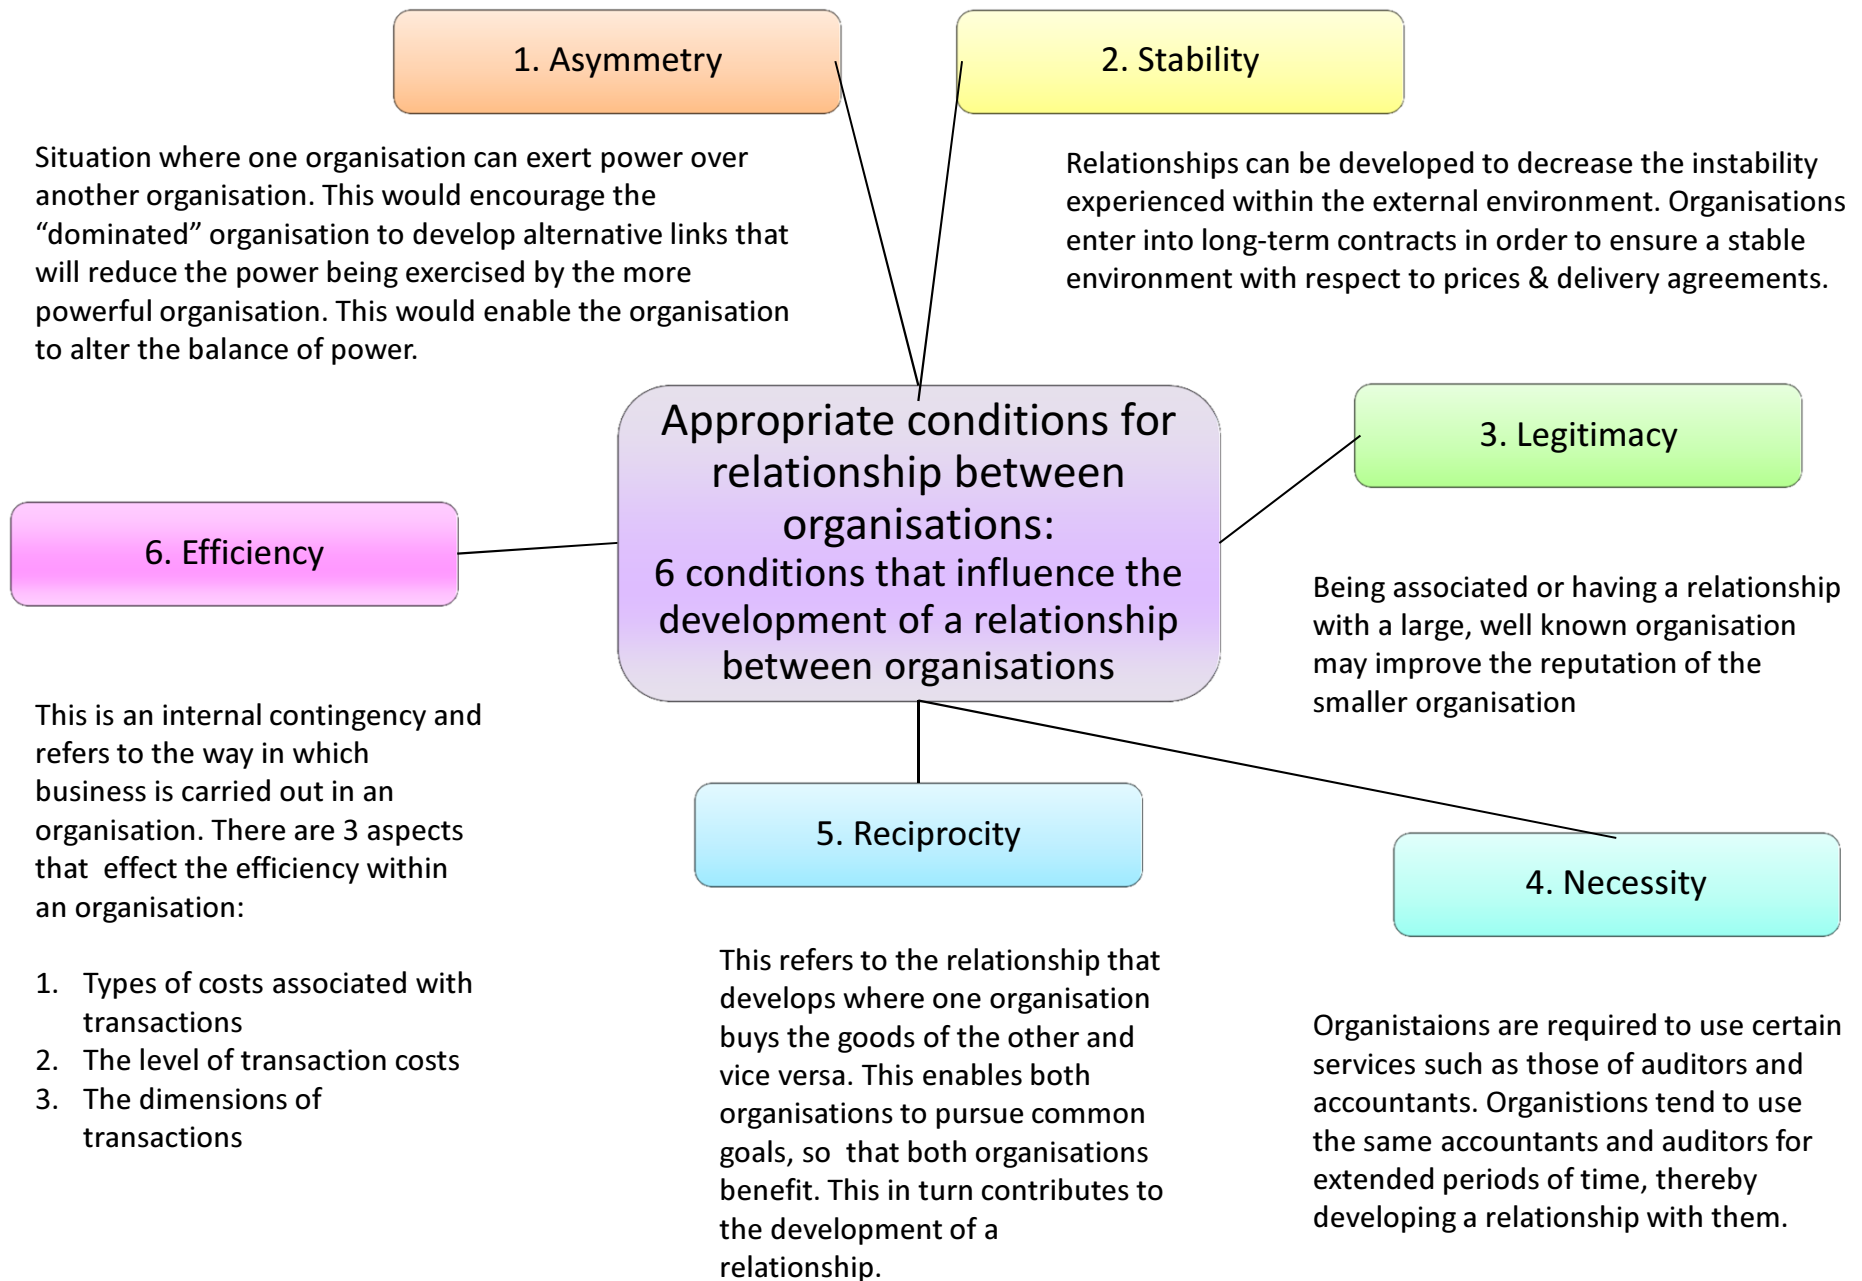 1. Asymmetry
Situation where one organisation can exert power over
another organisation. This would encourage the
“dominated” organisation to develop alternative links that
will reduce the power being exercised by the more
powerful organisation. This would enable the organisation
to alter the balance of power.
2. Stability
Relationships can be developed to decrease the instability
experienced within the external environment. Organisations
enter into long-term contracts in order to ensure a stable
environment with respect to prices & delivery agreements.
Appropriate conditions for
relationship between
organisations:
6 conditions that influence the
development of a relationship
between organisations
3. Legitimacy
Being associated or having a relationship
with a large, well known organisation
may improve the reputation of the
smaller organisation
6. Efficiency
This is an internal contingency and
refers to the way in which
business is carried out in an
organisation. There are 3 aspects
that  effect the efficiency within
an organisation:
1. Types of costs associated with
transactions
2. The level of transaction costs
3. The dimensions of
transactions
5. Reciprocity
This refers to the relationship that
develops where one organisation
buys the goods of the other and
vice versa. This enables both
organisations to pursue common
goals, so  that both organisations
benefit. This in turn contributes to
the development of a
relationship.
4. Necessity
Organistaions are required to use certain
services such as those of auditors and
accountants. Organistions tend to use
the same accountants and auditors for
extended periods of time, thereby
developing a relationship with them.